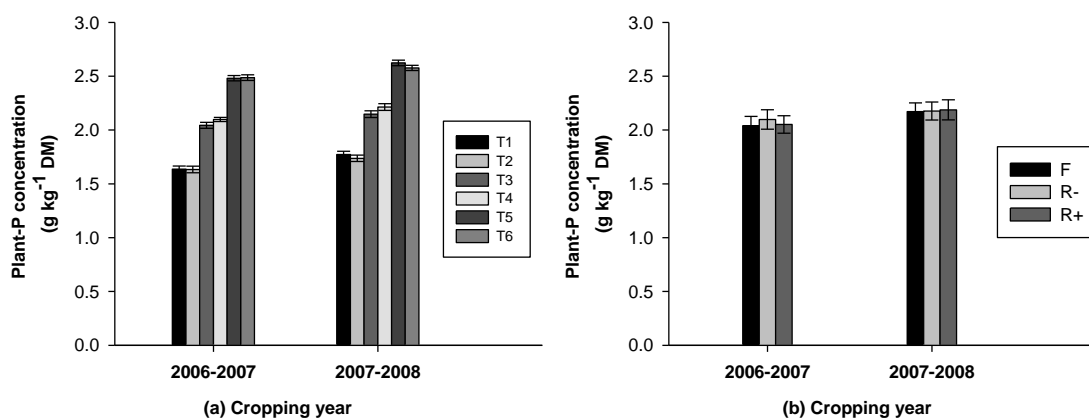 Plant-P concentration
(g kg⁻¹ DM)
3.0
2.5
2.0
1.5
1.0
0.5
0.0
T1
T2
T3
T4
T5
T6
2006-2007
2007-2008
(a) Cropping year
Plant-P concentration
(g kg⁻¹ DM)
3.0
2.5
2.0
1.5
1.0
0.5
0.0
F
R-
R+
2006-2007
2007-2008
(b) Cropping year